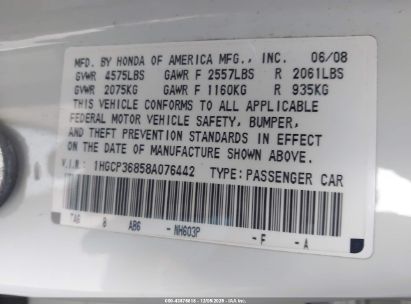 MFD. BY HONDA OF AMERICA MFG., INC. 06/08
GVWR 4575LBS GAWR F 2557LBS R 2061LBS
GVWR 2075KG GAWR F 1160KG R 935KG
THIS VEHICLE CONFORMS TO ALL APPLICABLE
FEDERAL MOTOR VEHICLE SAFETY, BUMPER,
AND THEFT PREVENTION STANDARDS IN EFFECT
ON THE DATE OF MANUFACTURE SHOWN ABOVE.
V.I.N: 1HGCP36858A076442 TYPE: PASSENGER CAR
TA6 8 AB6 -NH603P -F -A